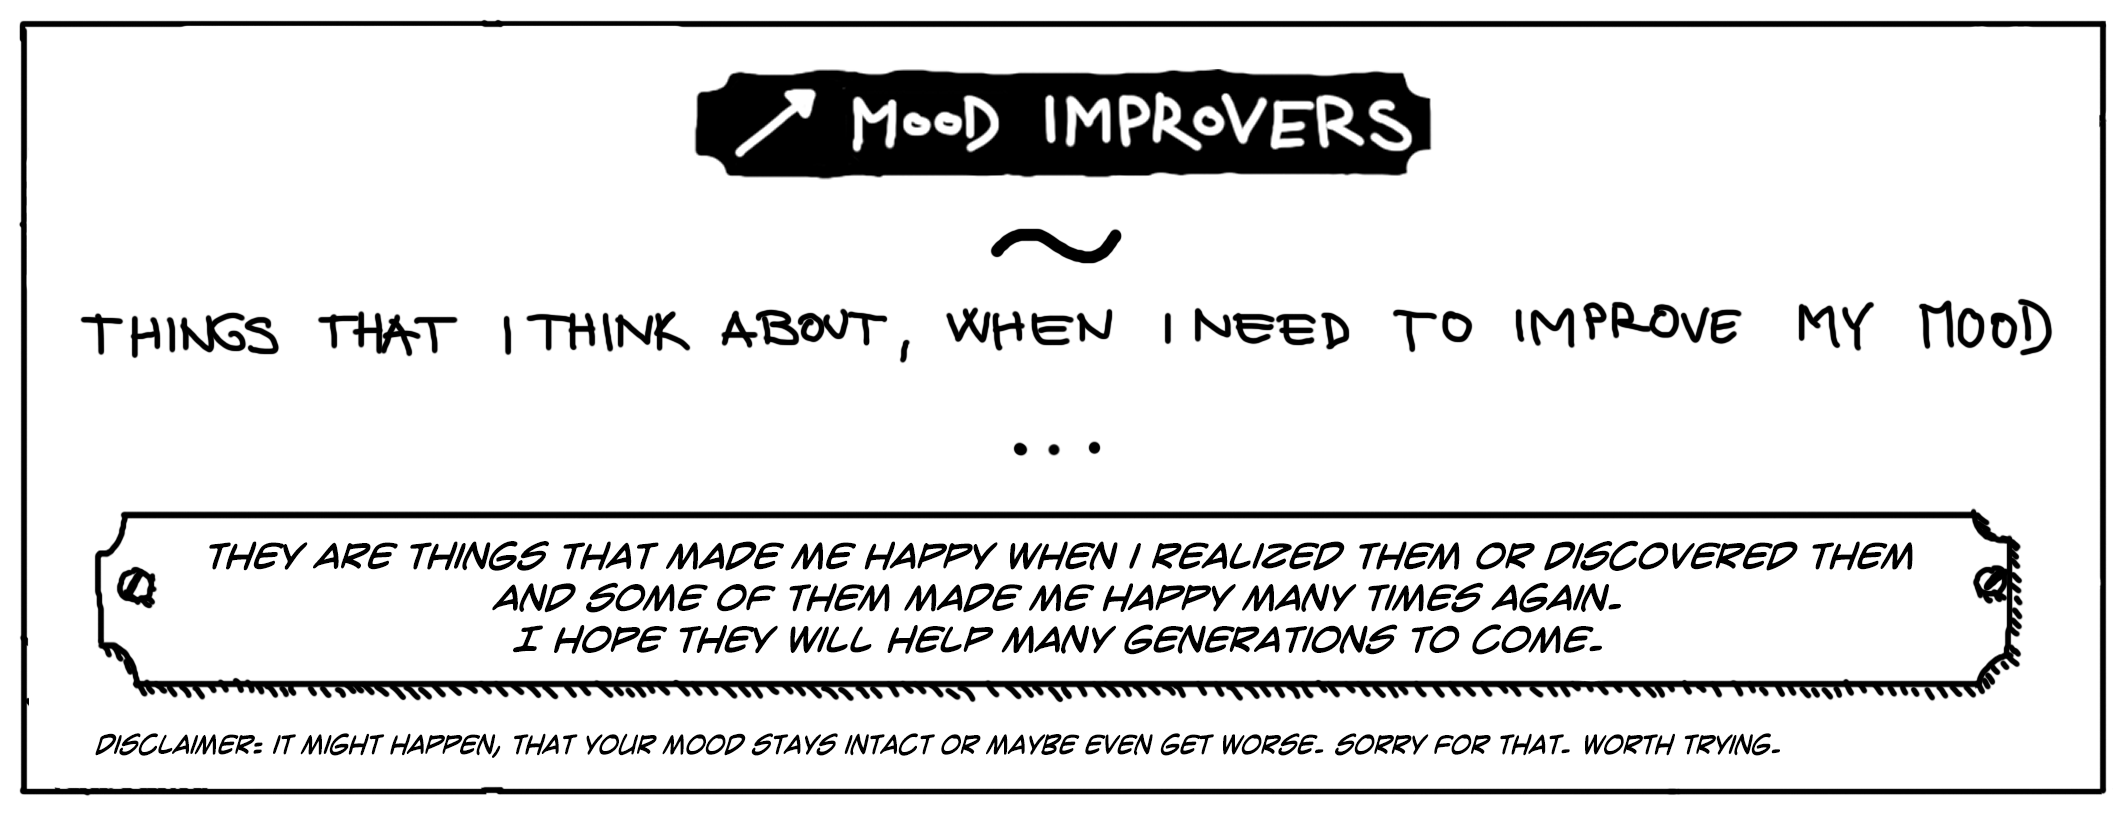 MOOD IMPROVERS
~
THINGS THAT I THINK ABOUT, WHEN I NEED TO IMPROVE MY MOOD
...
THEY ARE THINGS THAT MADE ME HAPPY WHEN I REALIZED THEM OR DISCOVERED THEM
AND SOME OF THEM MADE ME HAPPY MANY TIMES AGAIN.
I HOPE THEY WILL HELP MANY GENERATIONS TO COME.
DISCLAIMER: IT MIGHT HAPPEN, THAT YOUR MOOD STAYS INTACT OR MAYBE EVEN GET WORSE. SORRY FOR THAT. WORTH TRYING.